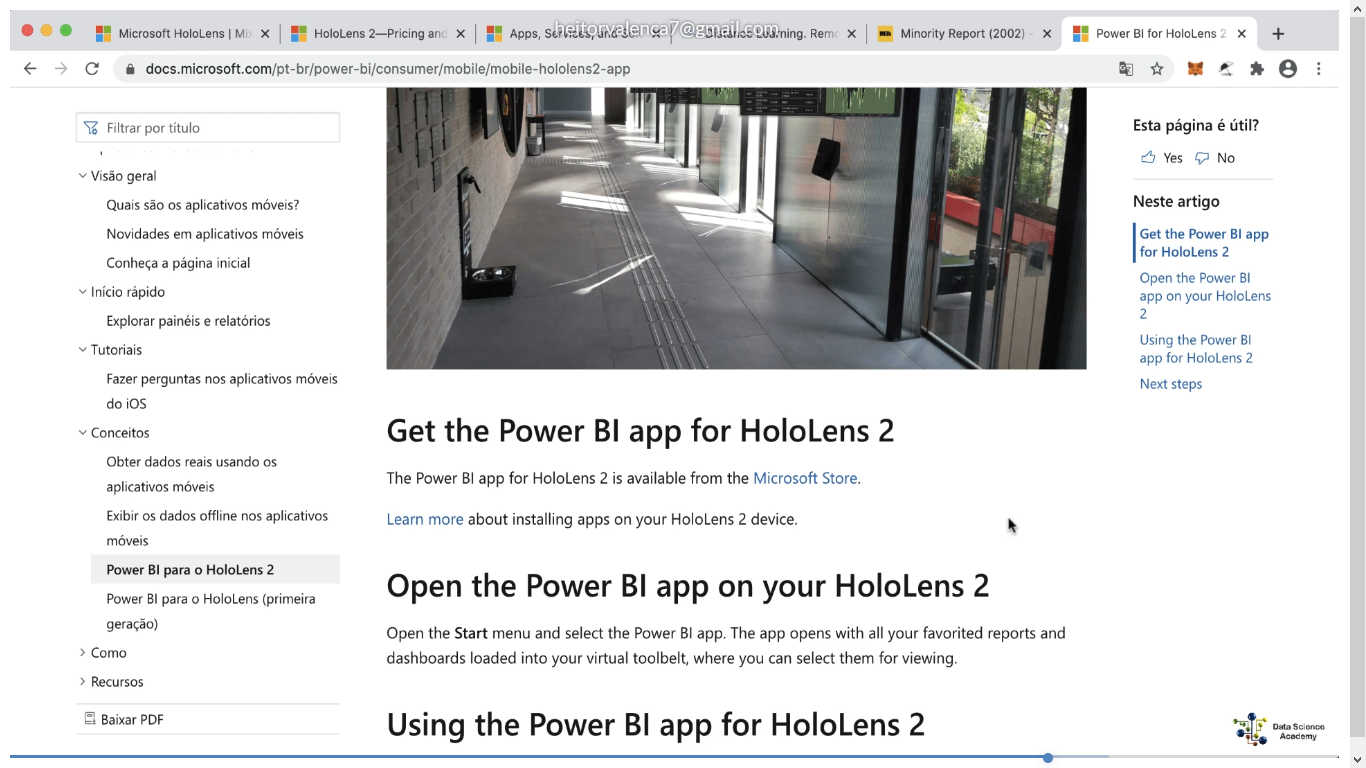 heitorvalenca7@gmail.com
Microsoft HoloLens | Mix
HoloLens 2—Pricing and
Apps, Services, and
Distance Learning. Remo
Minority Report (2002) -
Power BI for HoloLens 2
docs.microsoft.com/pt-br/power-bi/consumer/mobile/mobile-hololens2-app
Filtrar por título
Visão geral
Quais são os aplicativos móveis?
Novidades em aplicativos móveis
Conheça a página inicial
Início rápido
Explorar painéis e relatórios
Tutoriais
Fazer perguntas nos aplicativos móveis
do iOS
Conceitos
Obter dados reais usando os
aplicativos móveis
Exibir os dados offline nos aplicativos
móveis
Power BI para o HoloLens 2
Power BI para o HoloLens (primeira
geração)
Como
Recursos
Baixar PDF
Get the Power BI app for HoloLens 2
The Power BI app for HoloLens 2 is available from the Microsoft Store.
Learn more about installing apps on your HoloLens 2 device.
Open the Power BI app on your HoloLens 2
Open the Start menu and select the Power BI app. The app opens with all your favorited reports and
dashboards loaded into your virtual toolbelt, where you can select them for viewing.
Using the Power BI app for HoloLens 2
Esta página é útil?
Yes No
Neste artigo
Get the Power BI app
for HoloLens 2
Open the Power BI
app on your HoloLens
2
Using the Power BI
app for HoloLens 2
Next steps
Data Science
Academy